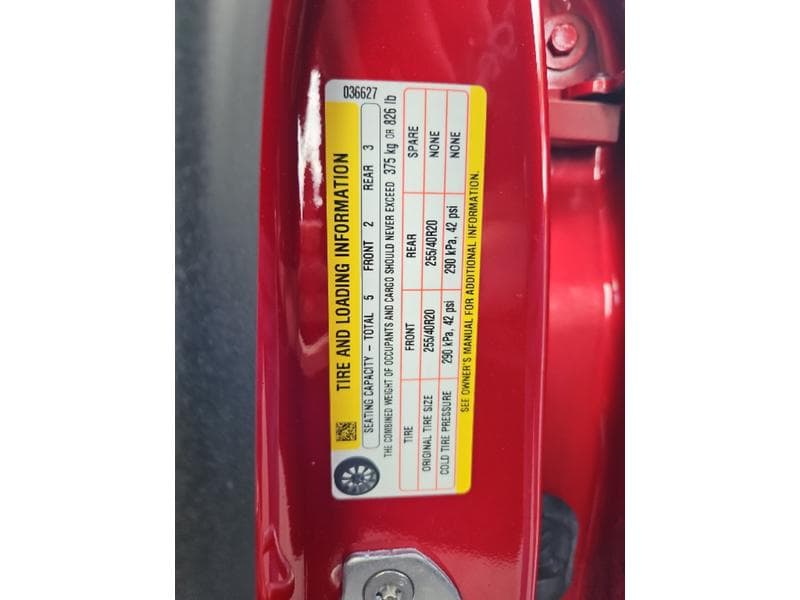 036627
TIRE AND LOADING INFORMATION
SEATING CAPACITY - TOTAL 5 FRONT 2 REAR 3
THE COMBINED WEIGHT OF OCCUPANTS AND CARGO SHOULD NEVER EXCEED 375 kg OR 826 lb
TIRE FRONT REAR SPARE
ORIGINAL TIRE SIZE 255/40R20 255/40R20 NONE
COLD TIRE PRESSURE 290 kPa, 42 psi 290 kPa, 42 psi NONE
SEE OWNER'S MANUAL FOR ADDITIONAL INFORMATION.